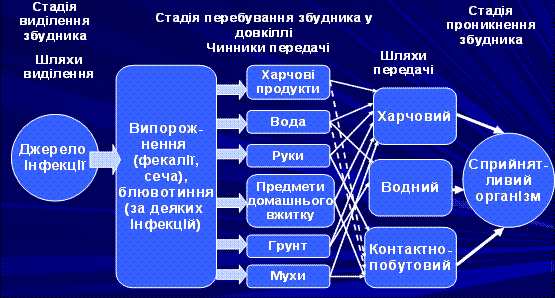 Стадія
виділення
збудника
Шляхи
виділення
Стадія перебування збудника у
довкіллі
Чинники передачі
Шляхи
передачі
Стадія
проникнення
збудника
Джерело
інфекції
Випорож-
нення
(фекалії,
сеча),
блювотиння
(за деяких
інфекцій)
Харчові
продукти
Вода
Руки
Предмети
домашнього
вжитку
Грунт
Мухи
Харчовий
Водний
Контактно-
побутовий
Сприйнят-
ливий
організм